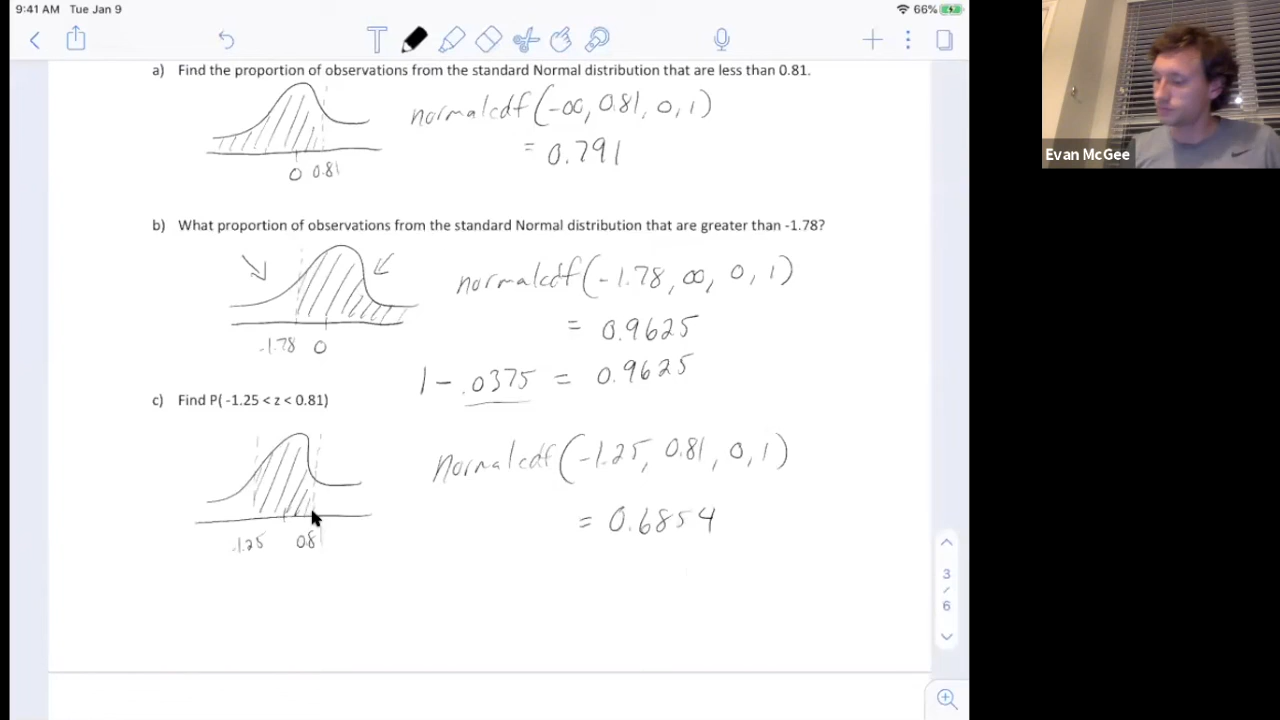 9:41 AM Tue Jan 9
66%
T
a) Find the proportion of observations from the standard Normal distribution that are less than 0.81.
normalcdf(-∞, 0.81, 0, 1)
= 0.791
0 0.81
Evan McGee
b) What proportion of observations from the standard Normal distribution that are greater than -1.78?
normalcdf(-1.78, ∞, 0, 1)
= 0.9625
-1.78 0
1 - .0375 = 0.9625
c) Find P( -1.25 < z < 0.81)
normalcdf(-1.25, 0.81, 0, 1)
= 0.6854
-1.25 0.81
3
/
6